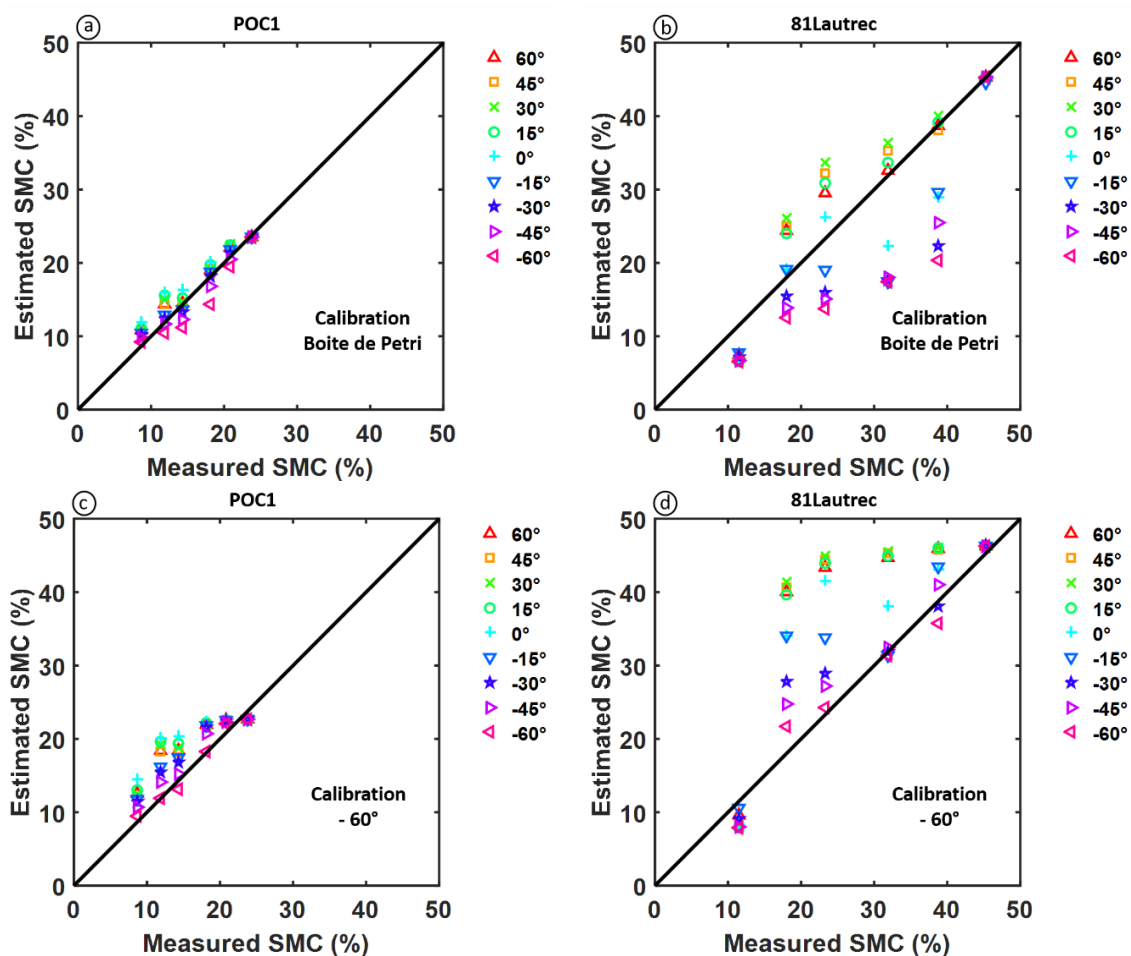 a
POC1
50
40
30
20
10
0
Estimated SMC (%)
0 10 20 30 40 50
Measured SMC (%)
Calibration
Boite de Petri
60°
45°
30°
15°
0°
-15°
-30°
-45°
-60°
b
81Lautrec
50
40
30
20
10
0
Estimated SMC (%)
0 10 20 30 40 50
Measured SMC (%)
Calibration
Boite de Petri
60°
45°
30°
15°
0°
-15°
-30°
-45°
-60°
c
POC1
50
40
30
20
10
0
Estimated SMC (%)
0 10 20 30 40 50
Measured SMC (%)
Calibration
- 60°
60°
45°
30°
15°
0°
-15°
-30°
-45°
-60°
d
81Lautrec
50
40
30
20
10
0
Estimated SMC (%)
0 10 20 30 40 50
Measured SMC (%)
Calibration
- 60°
60°
45°
30°
15°
0°
-15°
-30°
-45°
-60°